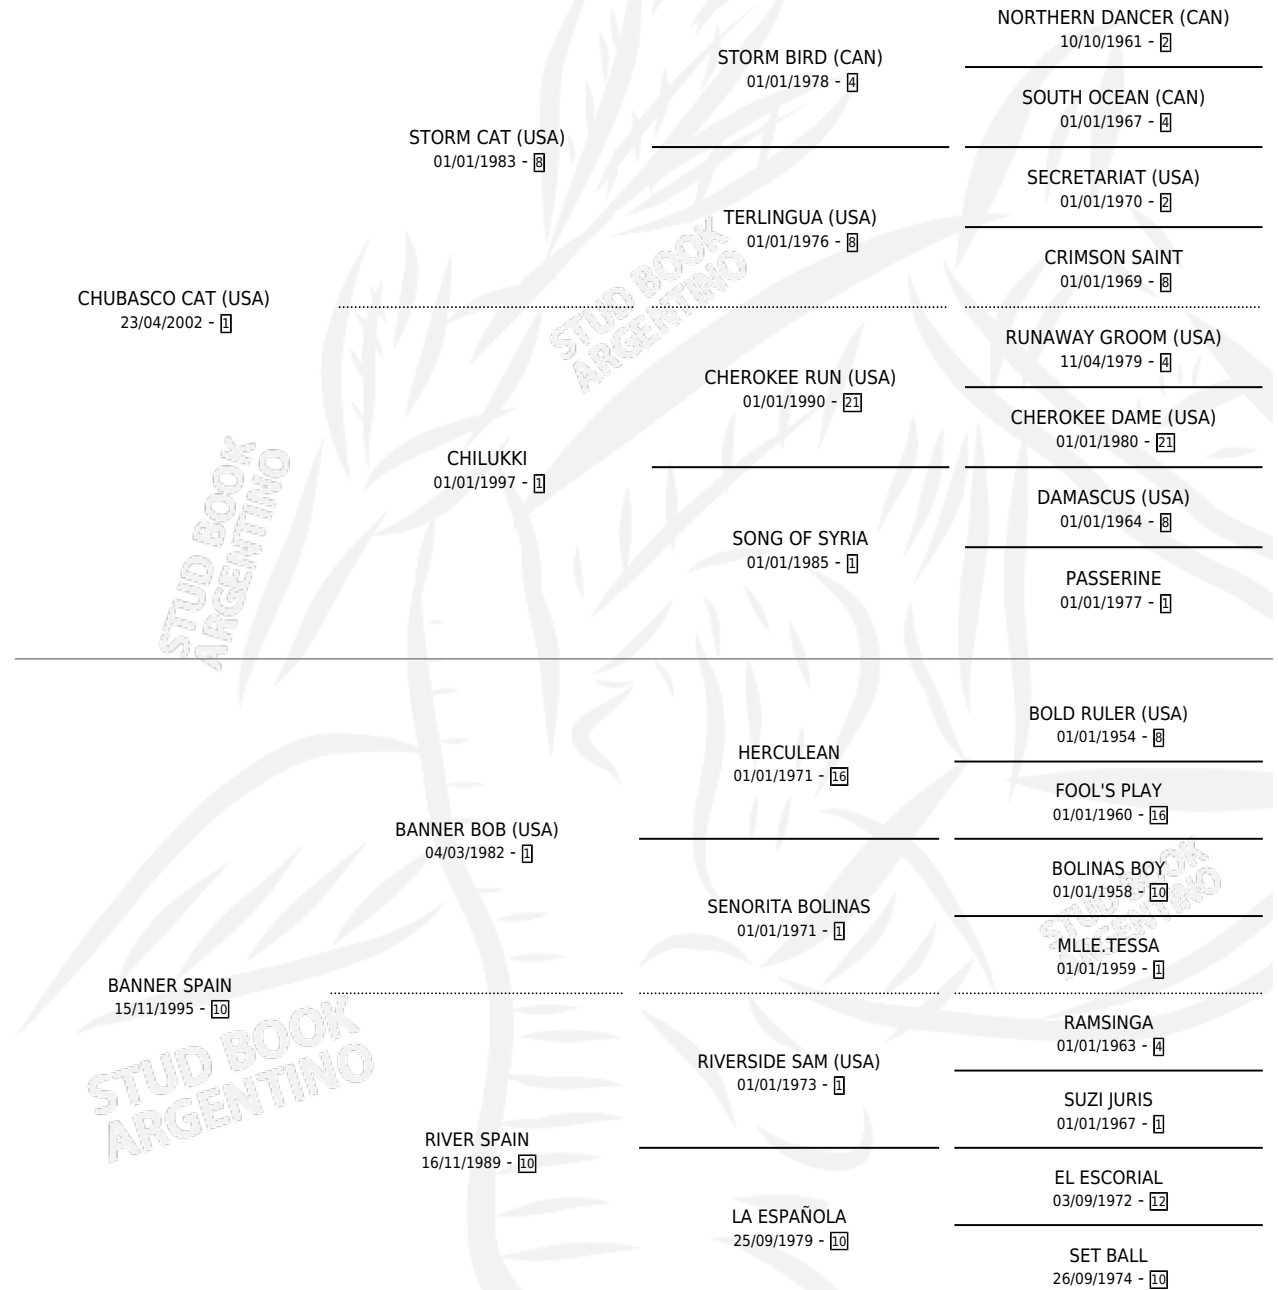 NORTHERN DANCER (CAN)
10/10/1961 - 2
STORM BIRD (CAN)
01/01/1978 - 4
SOUTH OCEAN (CAN)
01/01/1967 - 4
STORM CAT (USA)
01/01/1983 - 8
SECRETARIAT (USA)
01/01/1970 - 2
TERLINGUA (USA)
01/01/1976 - 8
CRIMSON SAINT
01/01/1969 - 8
CHUBASCO CAT (USA)
23/04/2002 - 1
RUNAWAY GROOM (USA)
11/04/1979 - 4
CHEROKEE RUN (USA)
01/01/1990 - 21
CHEROKEE DAME (USA)
01/01/1980 - 21
CHILUKKI
01/01/1997 - 1
DAMASCUS (USA)
01/01/1964 - 8
SONG OF SYRIA
01/01/1985 - 1
PASSERINE
01/01/1977 - 1
STUD BOOK
ARGENTINO
STUD BOOK
ARGENTINO
BOLD RULER (USA)
01/01/1954 - 8
HERCULEAN
01/01/1971 - 16
FOOL'S PLAY
01/01/1960 - 16
BANNER BOB (USA)
04/03/1982 - 1
BOLINAS BOY
01/01/1958 - 10
SENORITA BOLINAS
01/01/1971 - 1
MLLE.TESSA
01/01/1959 - 1
BANNER SPAIN
15/11/1995 - 10
RAMSINGA
01/01/1963 - 4
RIVERSIDE SAM (USA)
01/01/1973 - 1
SUZI JURIS
01/01/1967 - 1
RIVER SPAIN
16/11/1989 - 10
EL ESCORIAL
03/09/1972 - 12
LA ESPAÑOLA
25/09/1979 - 10
SET BALL
26/09/1974 - 10
STUD BOOK
ARGENTINO
STUD BOOK
ARGENTINO